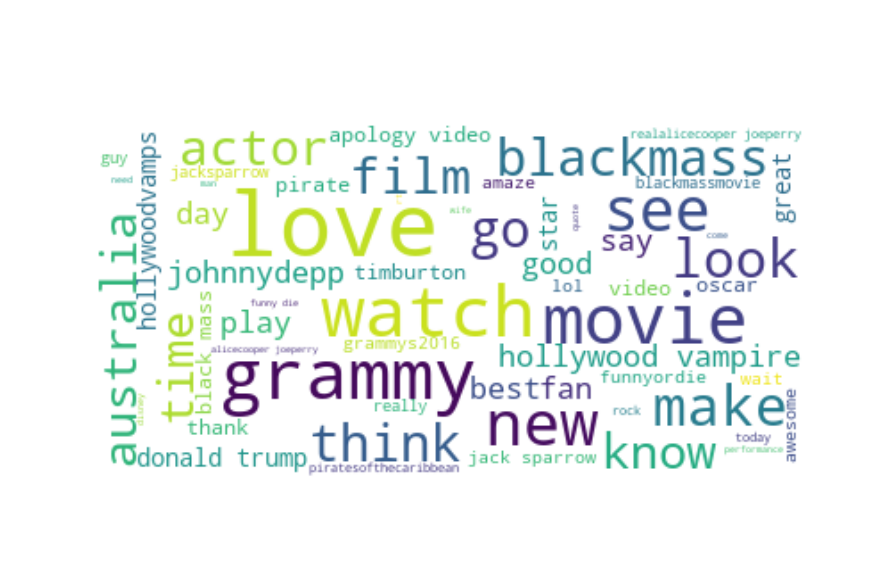 apology video
realalicecooper joeperry
actor
blackmass
guy
jacksparrow
film
amaze
blackmassmovie
need
man
pirate
great
hollywoodvamps
love
wife
star
quote
see
day
go
say
come
look
australia
johnnydepp
timburton
good
lol
video
oscar
funny die
watch
movie
time
black mass
play
grammys2016
alicecooper joeperry
hollywood vampire
grammy
bestfan
funnyordie
wait
disney
really
new
rock
make
awesome
thank
think
know
today
performance
donald trump
piratesofthecaribbean
jack sparrow